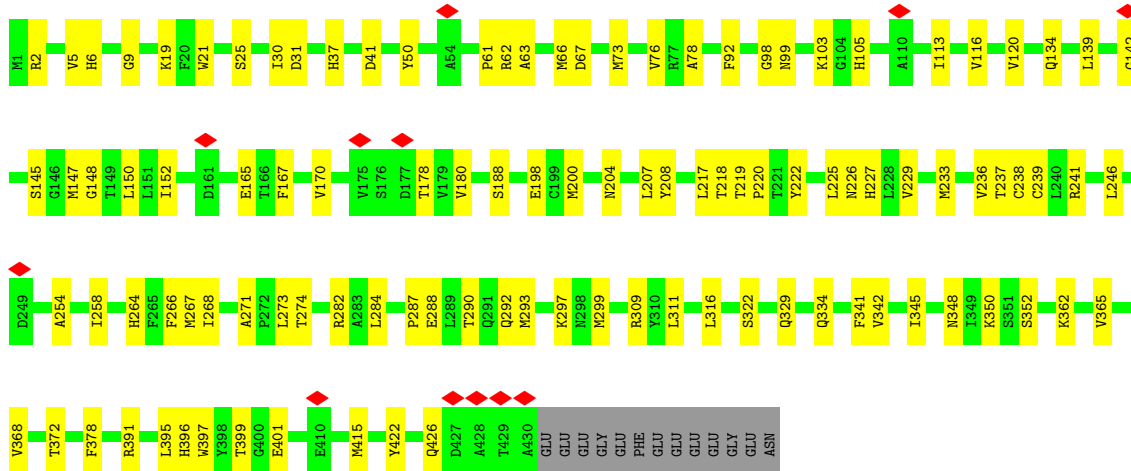 M1 R2 V5 H6 G9 K19 F20 W21 S25 I30 D31 H37 D41 Y50 A54 P61 R62 A63 M66 D67 M73 V76 R77 A78 F92 G98 N99 K103 G104 H105 A110 I113 V116 V120 Q134 L139
S145 G146 M147 G148 T149 L150 L151 I152 D161 E165 T166 F167 V170 V175 S176 D177 T178 V179 V180 S188 E198 C199 M200 N204 L207 Y208 L217 T218 T219 P220 T221 Y222 L225 N226 H227 L228 V229 M233 V236 T237 C238 C239 L240 R241 L246
D249 A254 I258 H264 F265 F266 M267 I268 A271 P272 L273 T274 R282 A283 L284 P287 E288 L289 T290 Q291 Q292 M293 K297 N298 M299 R309 Y310 L311 L316 S322 Q329 Q334 F341 V342 I345 N348 I349 K350 S351 S352 K362 V365
V368 T372 F378 R391 L395 H396 W397 Y398 T399 G400 E401 E410 M415 Y422 Q426 D427 A428 T429 A430 GLU GLU GLU GLY GLU PHE GLU GLU GLU GLU GLY GLU ASN